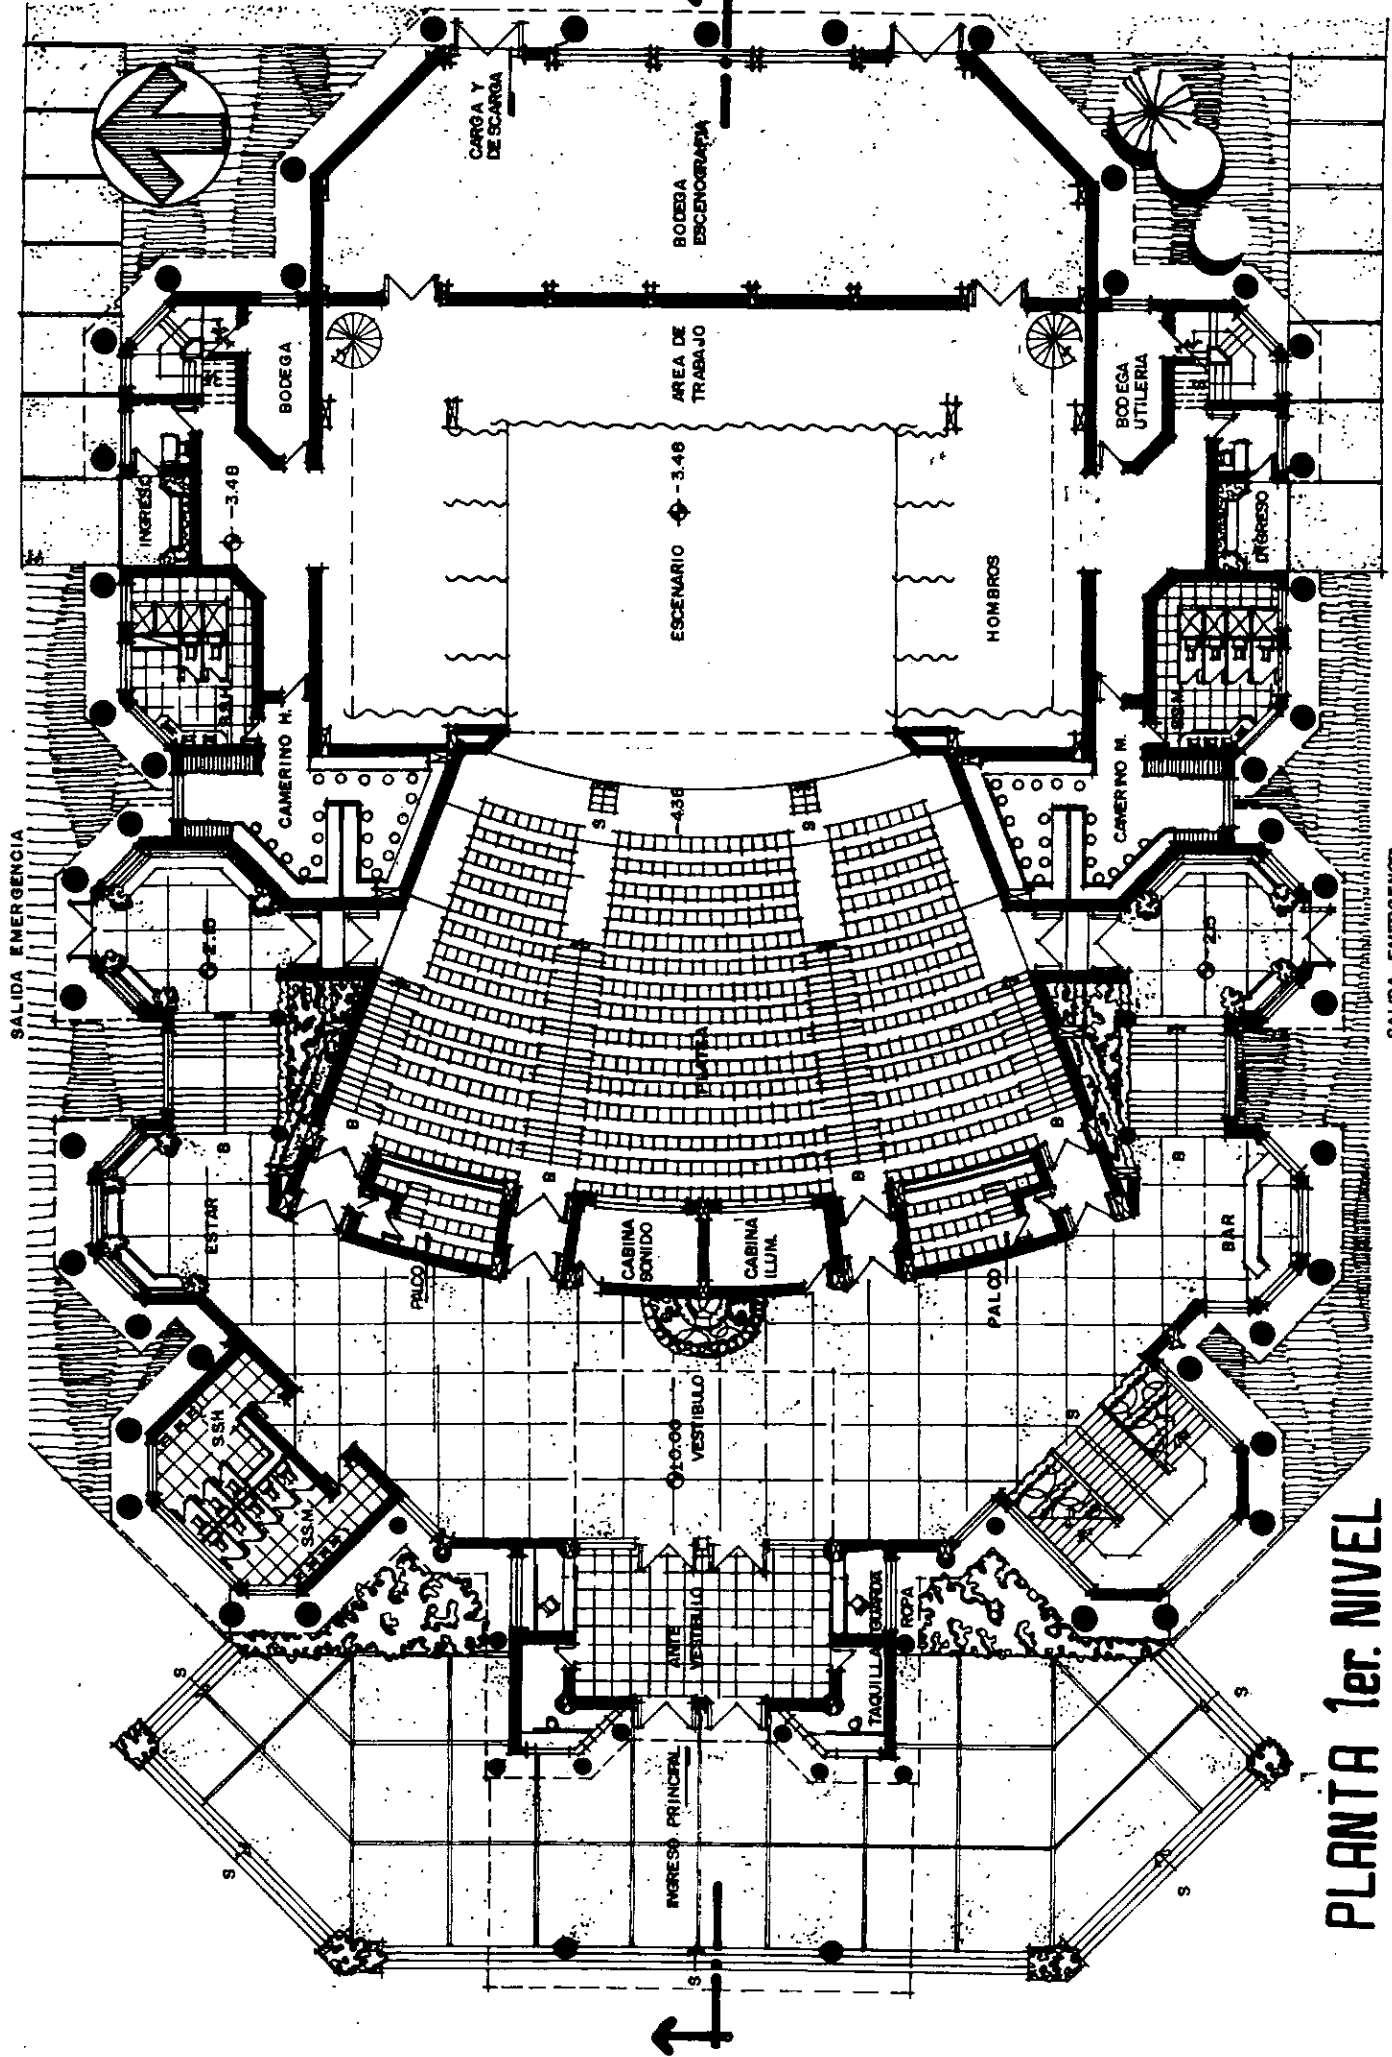 PLANTA 1er. NIVEL
SALIDA EMERGENCIA
CARGA Y
DESCARGA
BODEGA
ESCENOGRAFIA
AREA DE
TRABAJO
BODEGA
BODEGA
UTILERIA
INGRESO
-3.48
ESCENARIO
-3.48
HOMBROS
INGRESO
S.S.H.
CAMERINO H.
S.S.M.
CAMERINO M.
-4.36
S
S
PLATEA
B
B
B
B
B
B
ESTAR
BAR
PALCO
CABINA
SONIDO
CABINA
ILUM.
PALCO
±0.00
VESTIBULO
S.S.H.
S.S.M.
S
ANTE
VESTIBULO
GUARDA
ROPA
TAQUILLA
INGRESO PRINCIPAL
S
S
S
S
S